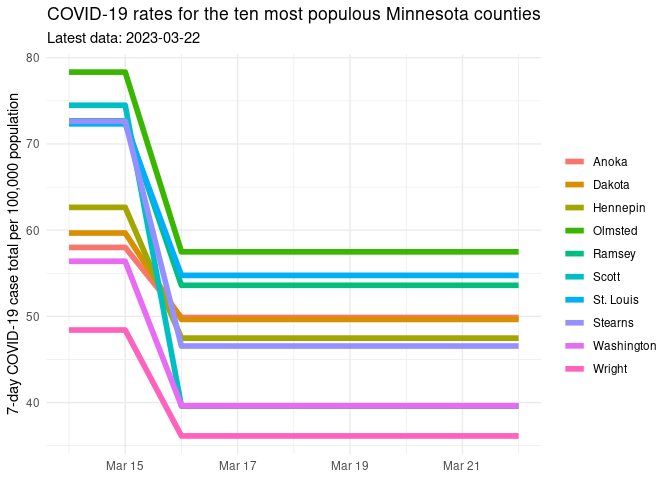 COVID-19 rates for the ten most populous Minnesota counties
Latest data: 2023-03-22
7-day COVID-19 case total per 100,000 population
80
70
60
50
40
Mar 15
Mar 17
Mar 19
Mar 21
Anoka
Dakota
Hennepin
Olmsted
Ramsey
Scott
St. Louis
Stearns
Washington
Wright